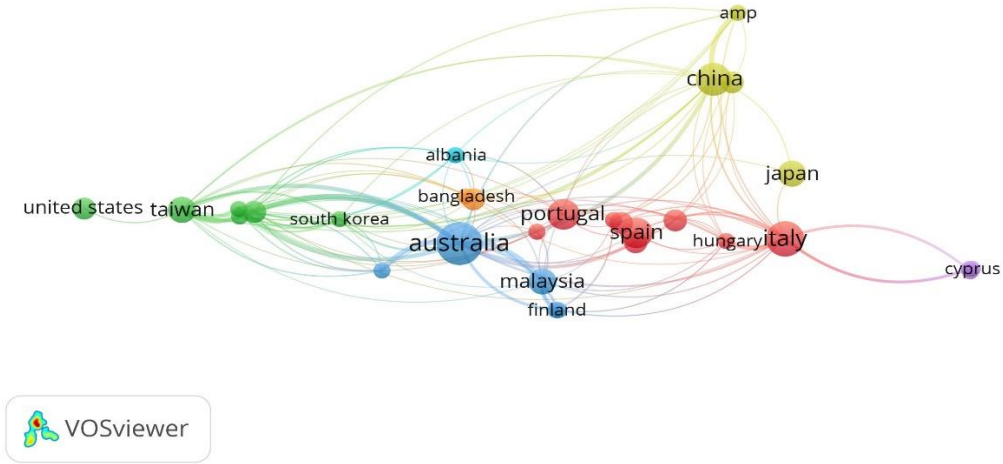 amp
china
albania
japan
bangladesh
united states
taiwan
south korea
portugal
spain
australia
hungary
italy
cyprus
malaysia
finland
VOSviewer